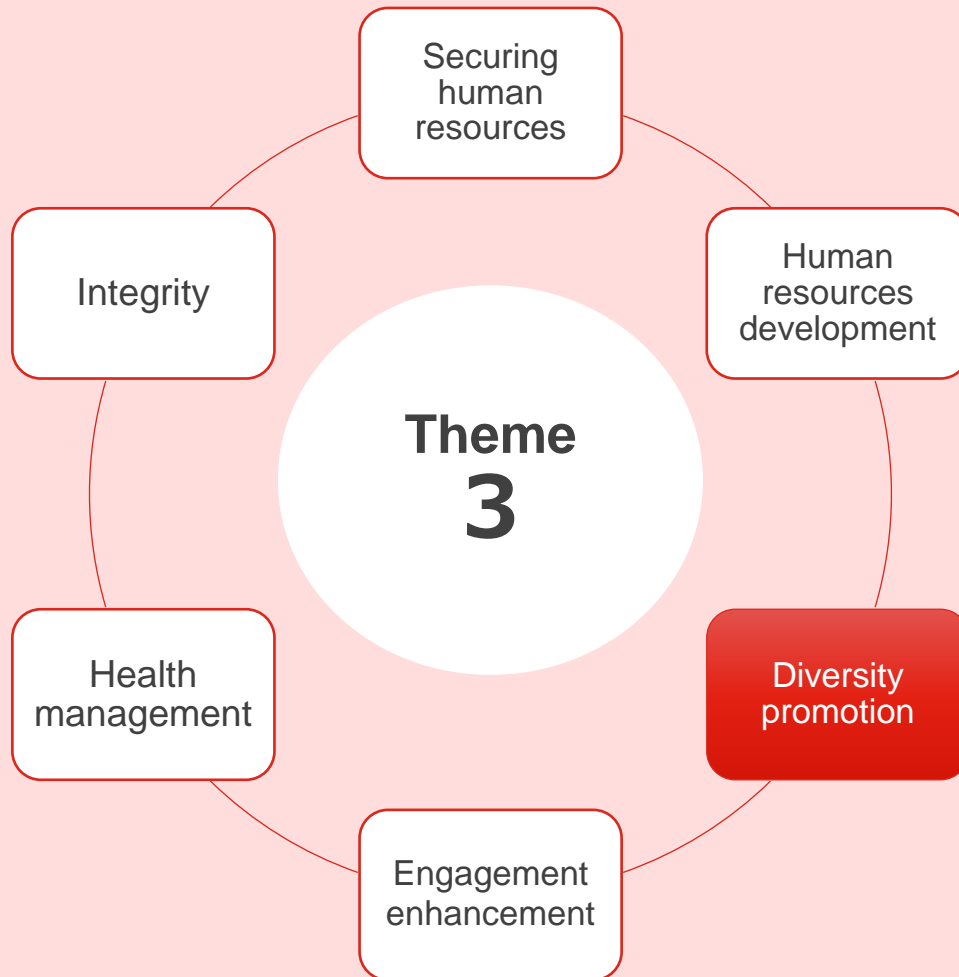 Securing
human
resources
Human
resources
development
Integrity
Theme
3
Health
management
Diversity
promotion
Engagement
enhancement